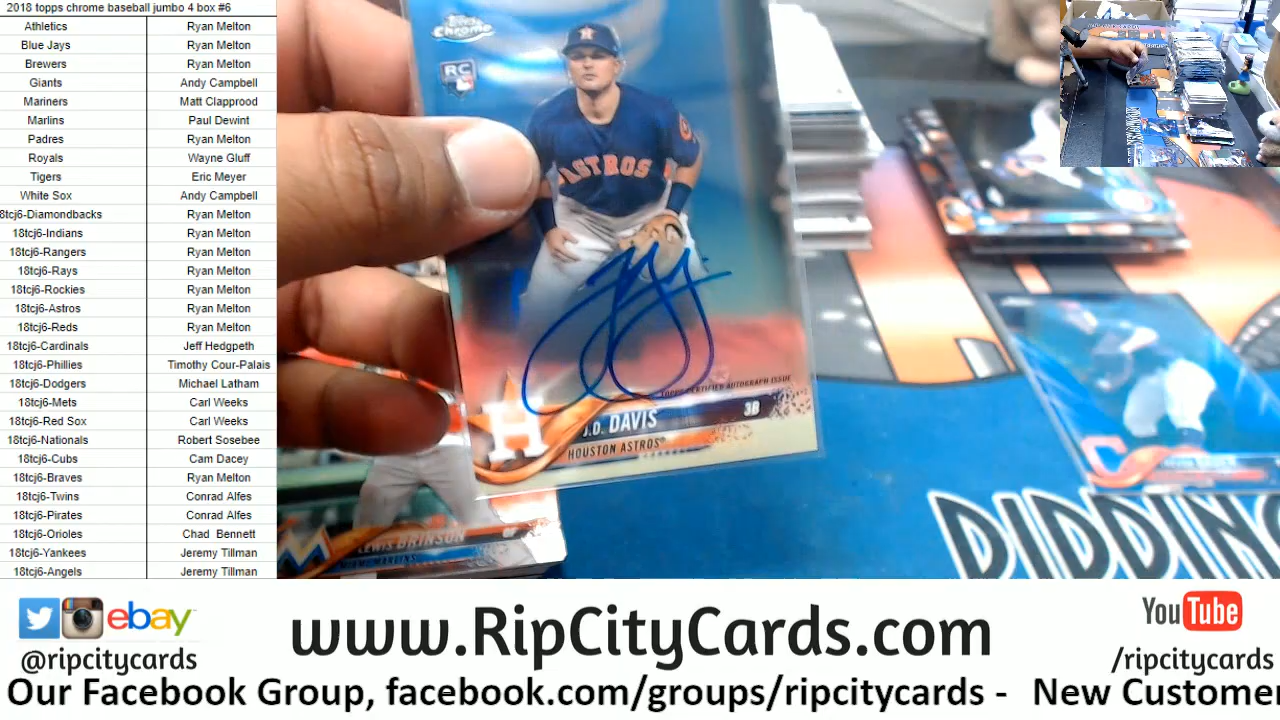 2018 topps chrome baseball jumbo 4 box #6
Athletics Ryan Melton
Blue Jays Ryan Melton
Brewers Ryan Melton
Giants Andy Campbell
Mariners Matt Clapprood
Marlins Paul Dewint
Padres Ryan Melton
Royals Wayne Gluff
Tigers Eric Meyer
White Sox Andy Campbell
8tcj6-Diamondbacks Ryan Melton
18tcj6-Indians Ryan Melton
18tcj6-Rangers Ryan Melton
18tcj6-Rays Ryan Melton
18tcj6-Rockies Ryan Melton
18tcj6-Astros Ryan Melton
18tcj6-Reds Ryan Melton
18tcj6-Cardinals Jeff Hedgpeth
18tcj6-Phillies Timothy Cour-Palais
18tcj6-Dodgers Michael Latham
18tcj6-Mets Carl Weeks
18tcj6-Red Sox Carl Weeks
18tcj6-Nationals Robert Sosebee
18tcj6-Cubs Cam Dacey
18tcj6-Braves Ryan Melton
18tcj6-Twins Conrad Alfes
18tcj6-Pirates Conrad Alfes
18tcj6-Orioles Chad Bennett
18tcj6-Yankees Jeremy Tillman
18tcj6-Angels Jeremy Tillman
Topps
Chrome
RC
ASTROS
TOPPS CERTIFIED AUTOGRAPH ISSUE
H
J.D. DAVIS 3B
HOUSTON ASTROS
LEWIS BRINSON
MIAMI MARLINS
C
DIDDING
ebay
@ripcitycards
www.RipCityCards.com
YouTube
/ripcitycards
Our Facebook Group, facebook.com/groups/ripcitycards - New Customer